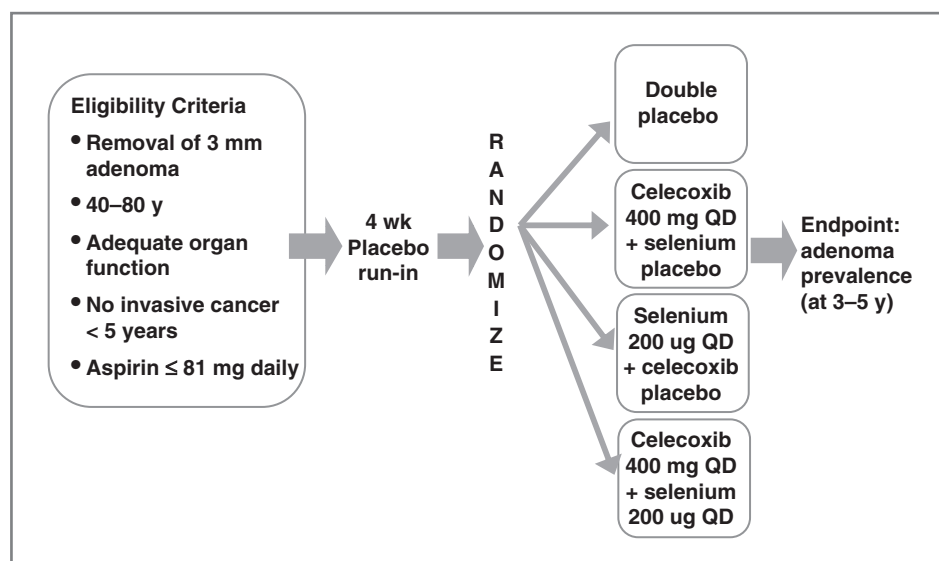 Eligibility Criteria
• Removal of 3 mm
adenoma
• 40–80 y
• Adequate organ
function
• No invasive cancer
< 5 years
• Aspirin ≤ 81 mg daily
4 wk
Placebo
run-in
R
A
N
D
O
M
I
Z
E
Double
placebo
Celecoxib
400 mg QD
+ selenium
placebo
Selenium
200 ug QD
+ celecoxib
placebo
Celecoxib
400 mg QD
+ selenium
200 ug QD
Endpoint:
adenoma
prevalence
(at 3–5 y)